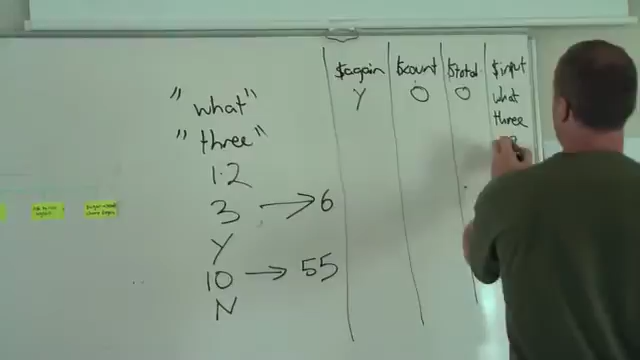 "what"
"three"
1.2
3 → 6
Y
10 → 55
N
$again $count $total $input
Y 0 0 what
three